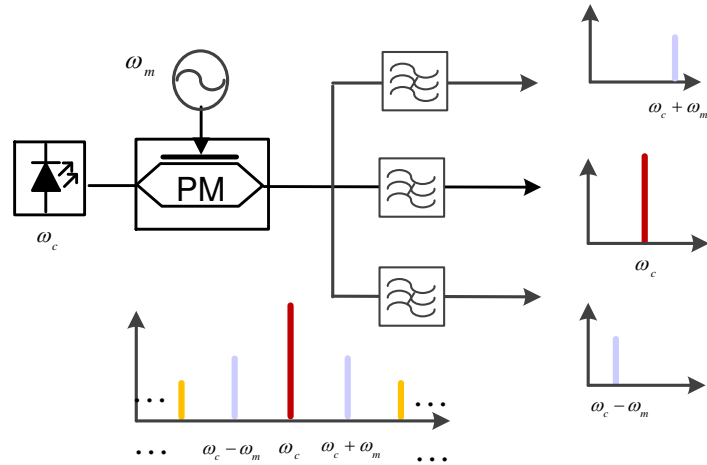 ω_m
ω_c + ω_m
PM
ω_c
ω_c
ω_c − ω_m
... ...
... ω_c − ω_m ω_c ω_c + ω_m ...